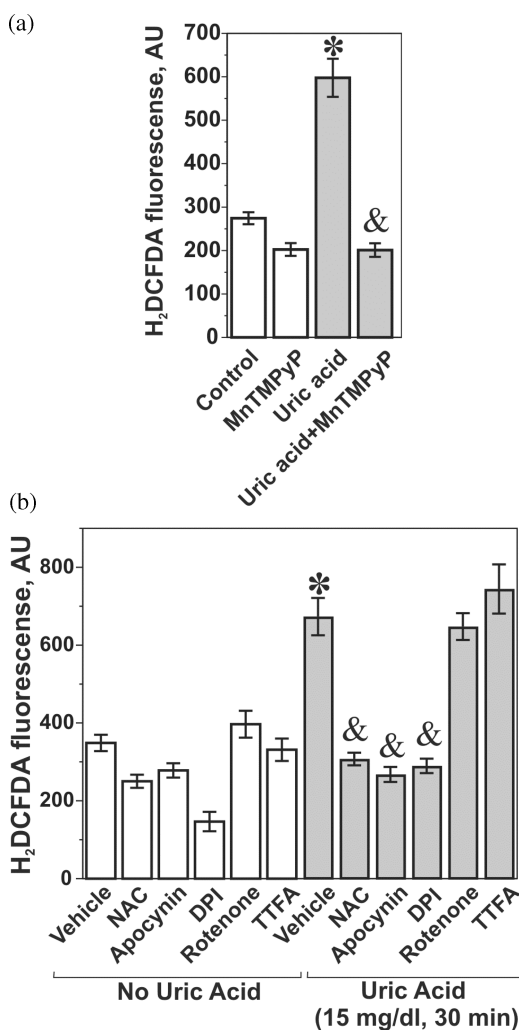 (a)
H₂DCFDA fluorescense, AU
700
600
500
400
300
200
100
0
*
&
Control
MnTMPyP
Uric acid
Uric acid+MnTMPyP
(b)
H₂DCFDA fluorescense, AU
800
600
400
200
0
*
& & &
Vehicle
NAC
Apocynin
DPI
Rotenone
TTFA
Vehicle
NAC
Apocynin
DPI
Rotenone
TTFA
No Uric Acid
Uric Acid
(15 mg/dl, 30 min)